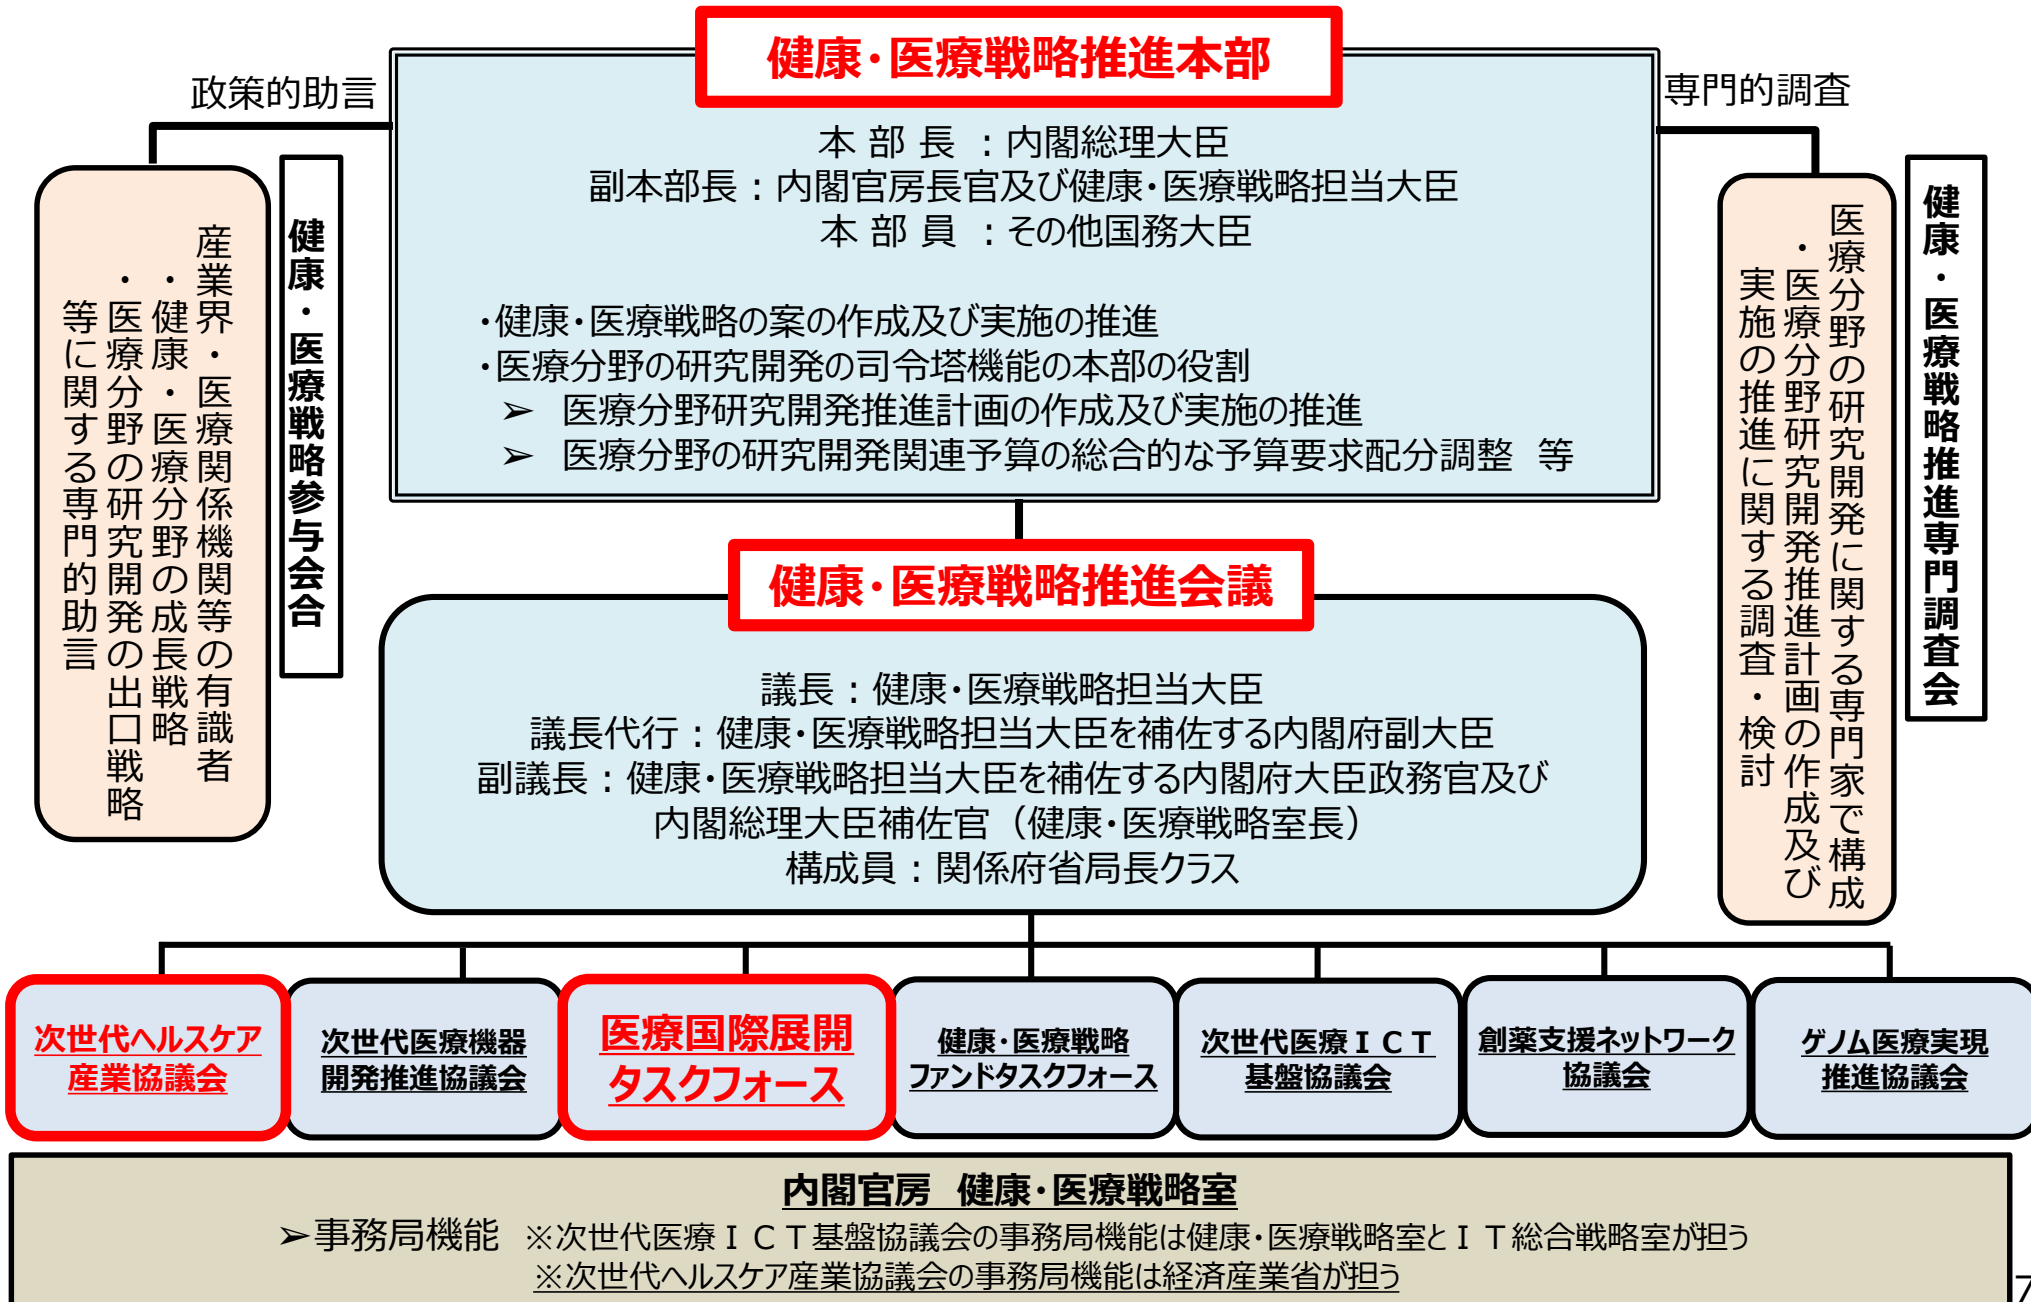 健康・医療戦略推進本部
政策的助言
専門的調査
本 部 長 ：内閣総理大臣
副本部長：内閣官房長官及び健康・医療戦略担当大臣
本 部 員 ：その他国務大臣
・健康・医療戦略の案の作成及び実施の推進
・医療分野の研究開発の司令塔機能の本部の役割
➢ 医療分野研究開発推進計画の作成及び実施の推進
➢ 医療分野の研究開発関連予算の総合的な予算要求配分調整 等
健康・医療戦略参与会合
産業界・医療関係機関等の有識者
・健康・医療分野の成長戦略
・医療分野の研究開発の出口戦略
等に関する専門的助言
健康・医療戦略推進専門調査会
医療分野の研究開発に関する専門家で構成
・医療分野研究開発推進計画の作成及び
実施の推進に関する調査・検討
健康・医療戦略推進会議
議長：健康・医療戦略担当大臣
議長代行：健康・医療戦略担当大臣を補佐する内閣府副大臣
副議長：健康・医療戦略担当大臣を補佐する内閣府大臣政務官及び
内閣総理大臣補佐官（健康・医療戦略室長）
構成員：関係府省局長クラス
次世代ヘルスケア
産業協議会
次世代医療機器
開発推進協議会
医療国際展開
タスクフォース
健康・医療戦略
ファンドタスクフォース
次世代医療ＩＣＴ
基盤協議会
創薬支援ネットワーク
協議会
ゲノム医療実現
推進協議会
内閣官房 健康・医療戦略室
➢事務局機能 ※次世代医療ＩＣＴ基盤協議会の事務局機能は健康・医療戦略室とＩＴ総合戦略室が担う
※次世代ヘルスケア産業協議会の事務局機能は経済産業省が担う
7